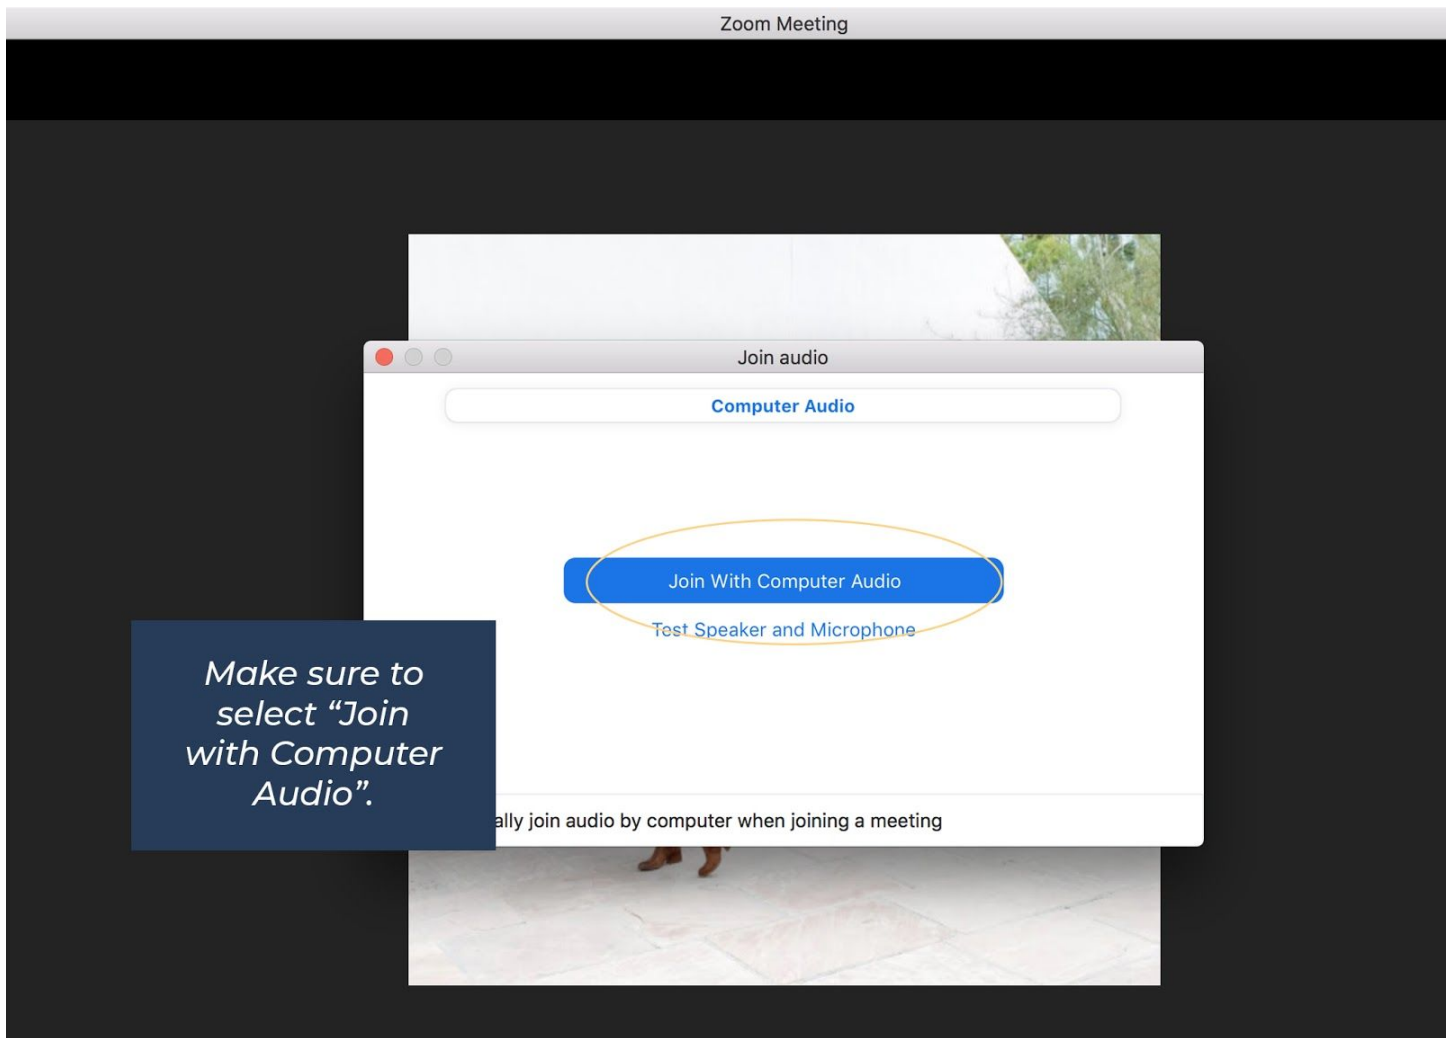 Zoom Meeting
Join audio
Computer Audio
Join With Computer Audio
Test Speaker and Microphone
Make sure to
select “Join
with Computer
Audio”.
join audio by computer when joining a meeting